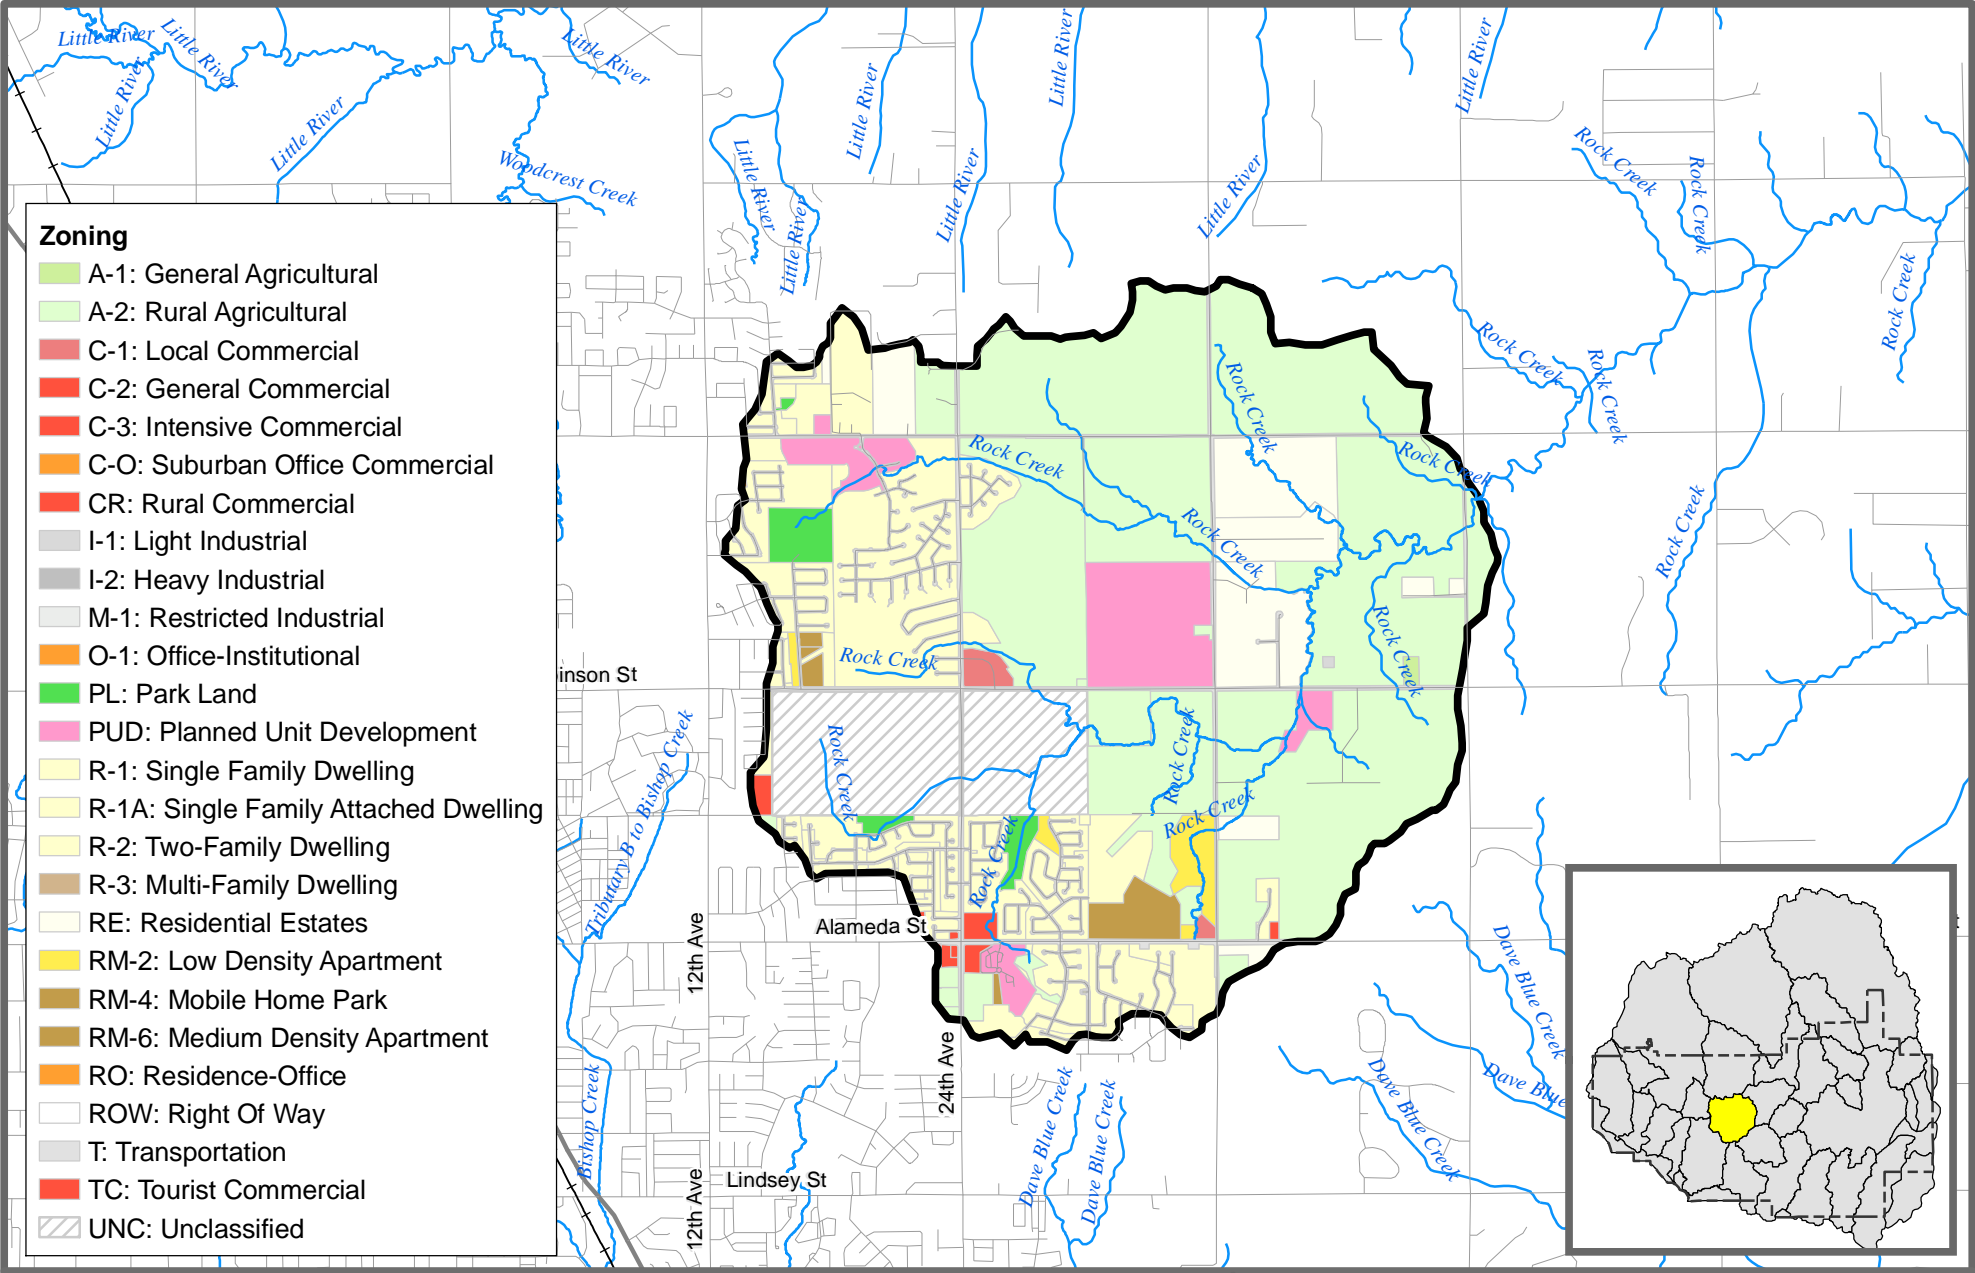 Little River
Little River
Little River
Little River
Little River
Woodcrest Creek
Little River
Little River
Little River
Little River
Little River
Little River
Little River
Little River
Rock Creek
Rock Creek
Rock Creek
Rock Creek
Rock Creek
Rock Creek
Zoning
A-1: General Agricultural
A-2: Rural Agricultural
C-1: Local Commercial
C-2: General Commercial
C-3: Intensive Commercial
C-O: Suburban Office Commercial
CR: Rural Commercial
I-1: Light Industrial
I-2: Heavy Industrial
M-1: Restricted Industrial
O-1: Office-Institutional
PL: Park Land
PUD: Planned Unit Development
R-1: Single Family Dwelling
R-1A: Single Family Attached Dwelling
R-2: Two-Family Dwelling
R-3: Multi-Family Dwelling
RE: Residential Estates
RM-2: Low Density Apartment
RM-4: Mobile Home Park
RM-6: Medium Density Apartment
RO: Residence-Office
ROW: Right Of Way
T: Transportation
TC: Tourist Commercial
UNC: Unclassified
Rock Creek
Rock Creek
Rock Creek
Rock Creek
Rock Creek
Rock Creek
inson St
Rock Creek
Rock Creek
Rock Creek
Rock Creek
Tributary B to Bishop Creek
Alameda St
12th Ave
24th Ave
Lindsey St
12th Ave
Bishop Creek
Dave Blue Creek
Dave Blue Creek
Dave Blue Creek
Dave Blue Creek
Dave Blue